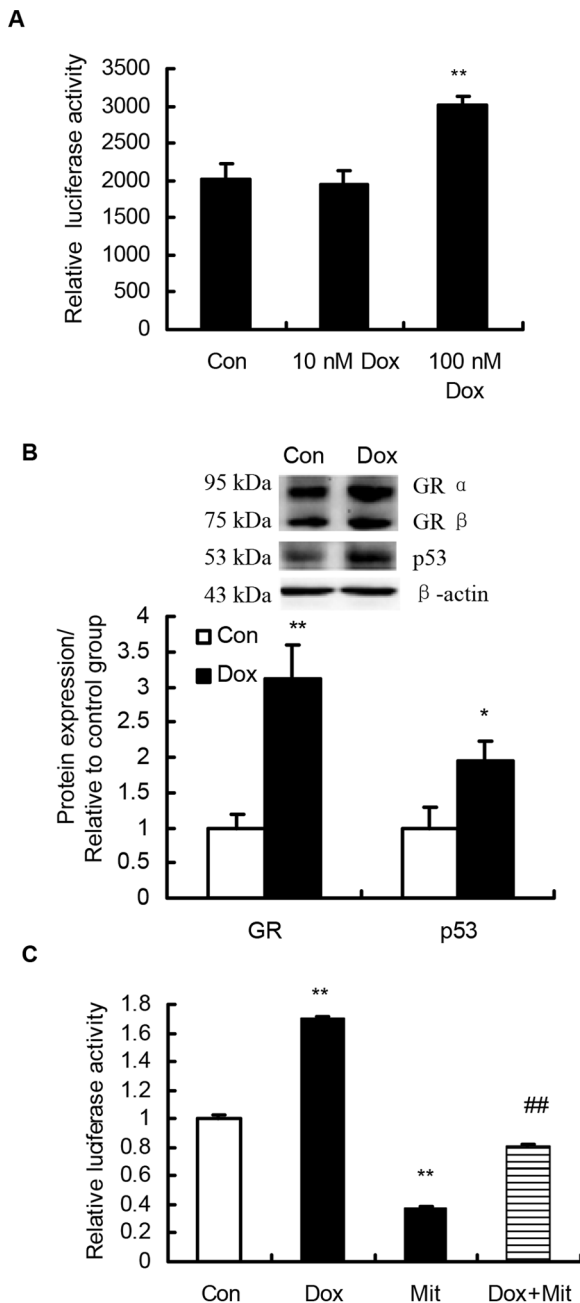 A
Relative luciferase activity
3500
3000
2500
2000
1500
1000
500
0
**
Con
10 nM Dox
100 nM
Dox
B
Con Dox
95 kDa GR α
75 kDa GR β
53 kDa p53
43 kDa β-actin
Protein expression/
Relative to control group
4
3.5
3
2.5
2
1.5
1
0.5
0
Con
Dox
**
*
GR
p53
C
Relative luciferase activity
1.8
1.6
1.4
1.2
1
0.8
0.6
0.4
0.2
0
**
**
##
Con
Dox
Mit
Dox+Mit